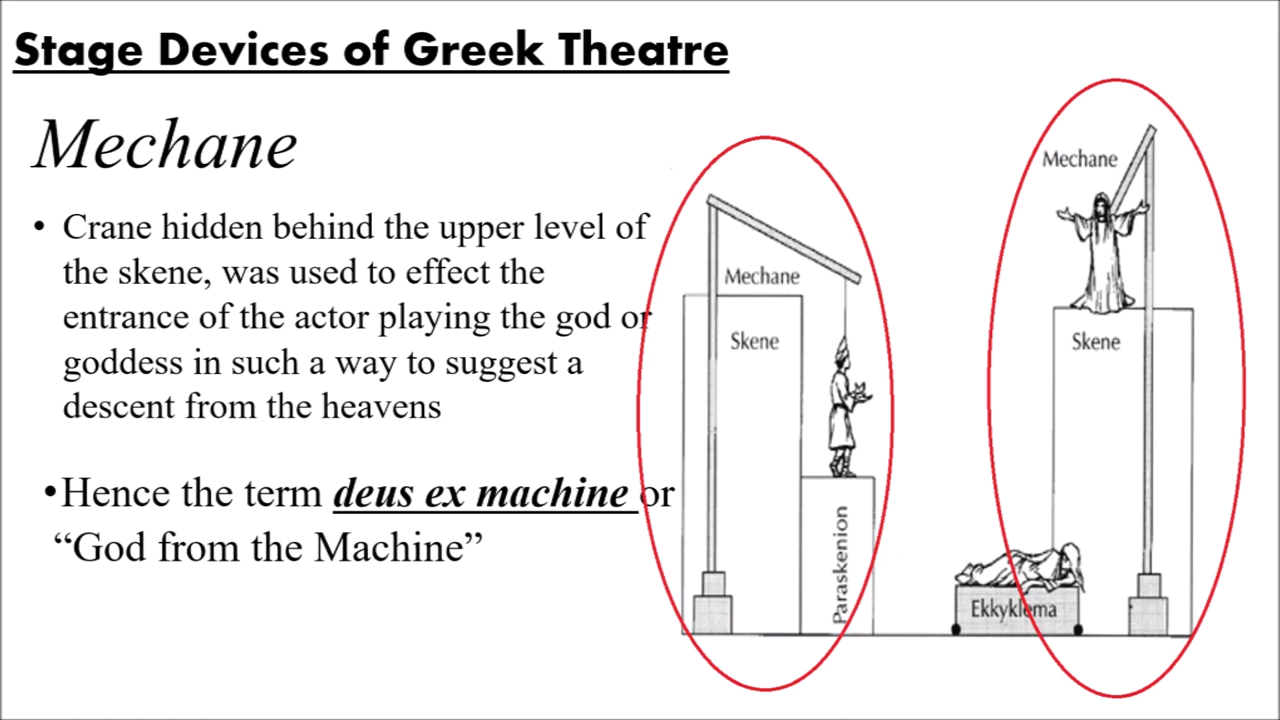 Stage Devices of Greek Theatre
Mechane
• Crane hidden behind the upper level of
the skene, was used to effect the
entrance of the actor playing the god or
goddess in such a way to suggest a
descent from the heavens
•Hence the term deus ex machine or
“God from the Machine”
Mechane
Skene
Paraskenion
Mechane
Skene
Ekkyklema